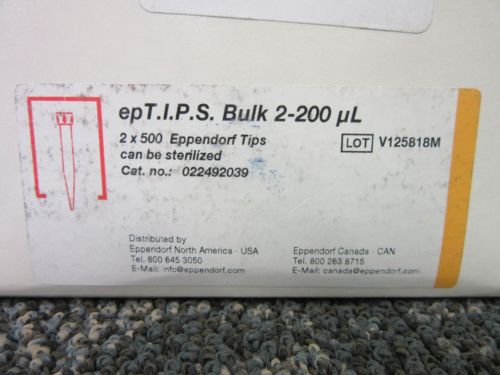 epT.I.P.S. Bulk 2-200 µL
2 x 500 Eppendorf Tips
can be sterilized
Cat. no.: 022492039
LOT V125818M
Distributed by
Eppendorf North America · USA
Tel. 800 645 3050
E-Mail: info@eppendorf.com
Eppendorf Canada · CAN
Tel. 800 263 8715
E-Mail: canada@eppendorf.com